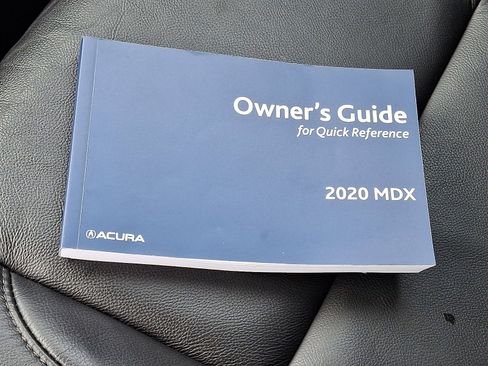 Owner's Guide
for Quick Reference
2020 MDX
ACURA